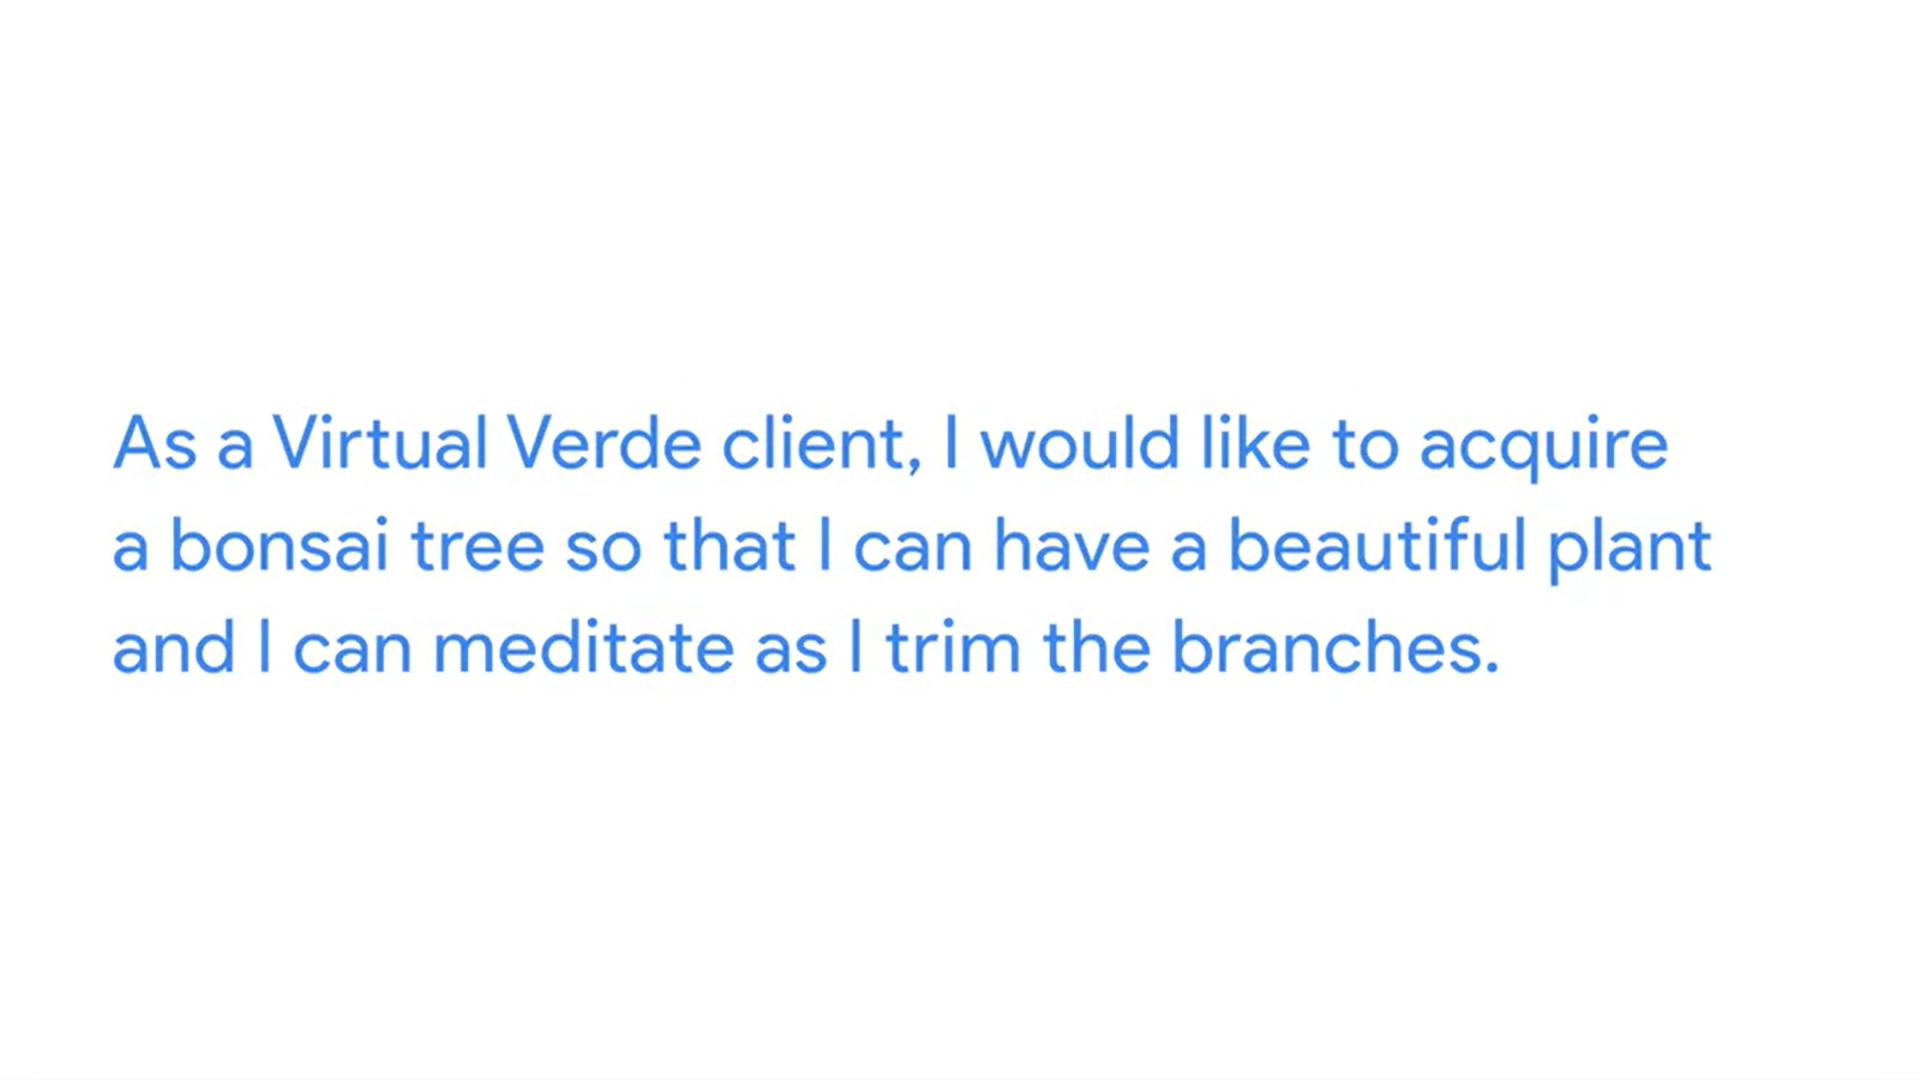 As a Virtual Verde client, I would like to acquire
a bonsai tree so that I can have a beautiful plant
and I can meditate as I trim the branches.